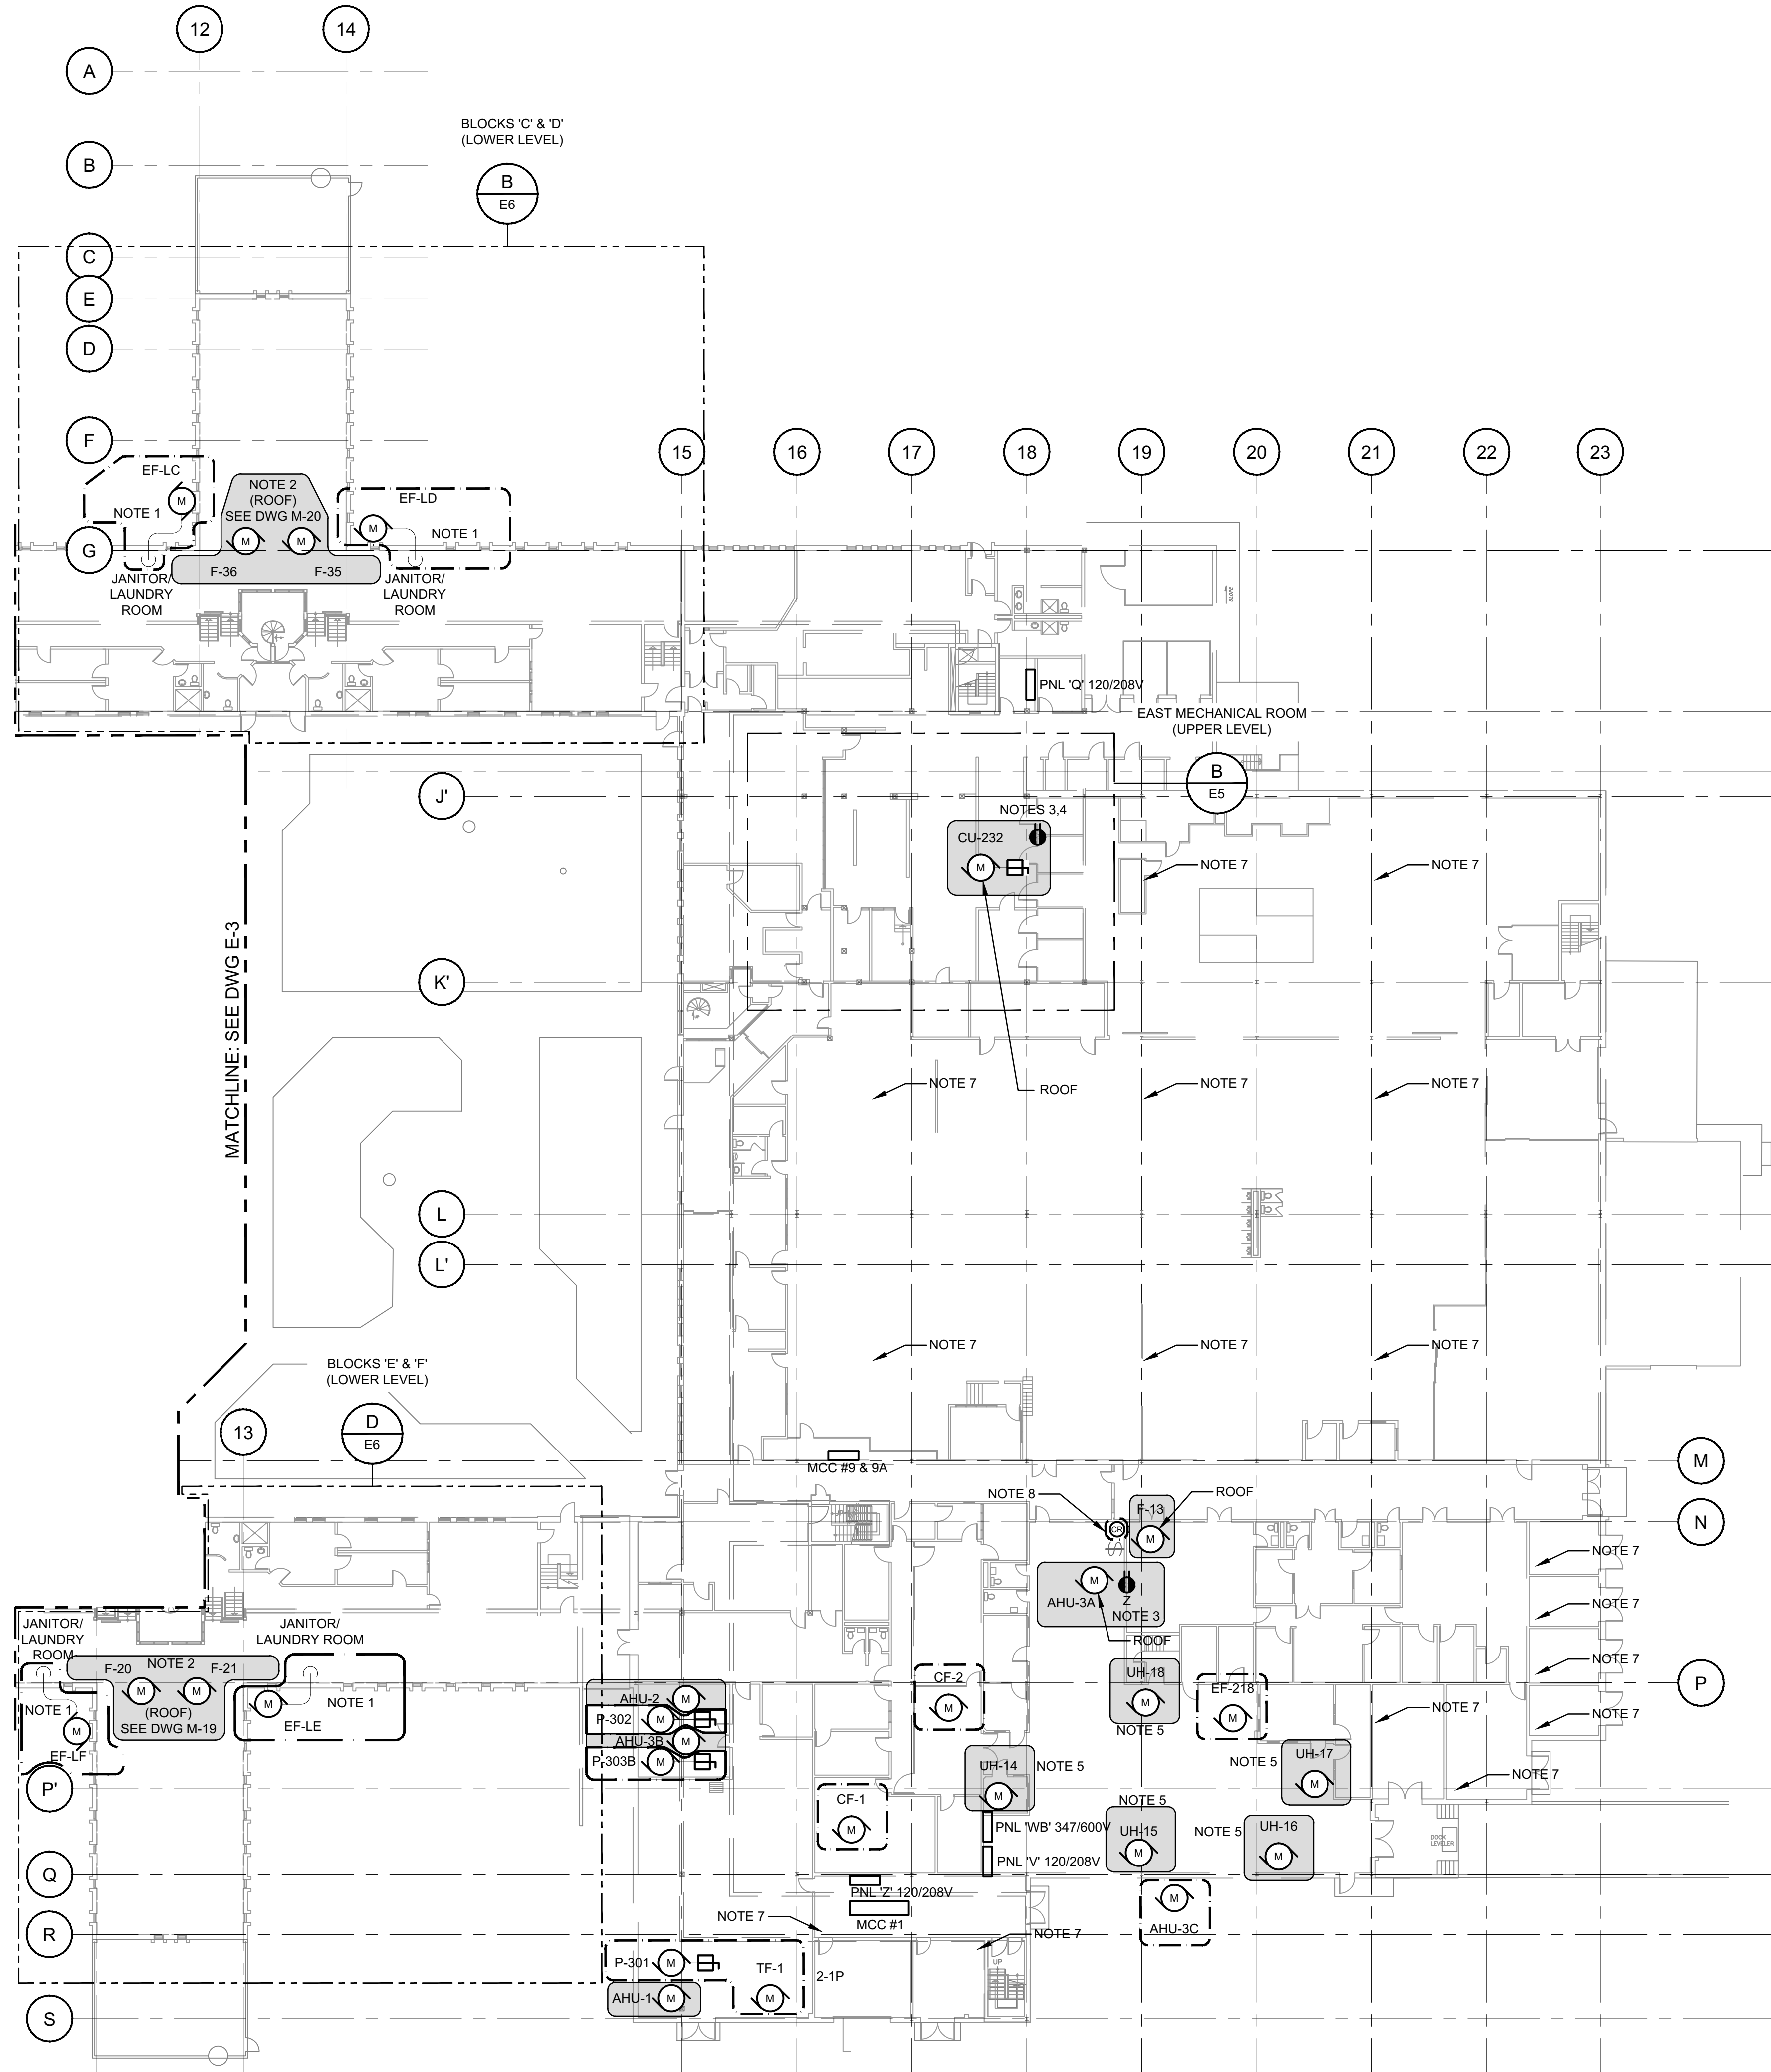 12
14
A
BLOCKS 'C' & 'D'
(LOWER LEVEL)
B
B
E6
C
E
D
F
15
16
17
18
19
20
21
22
23
EF-LC
NOTE 2
(ROOF)
SEE DWG M-20
EF-LD
M
NOTE 1
M
NOTE 1
M
M
G
F-36
F-35
JANITOR/
LAUNDRY
ROOM
JANITOR/
LAUNDRY
ROOM
SLOPE
PNL 'Q' 120/208V
EAST MECHANICAL ROOM
(UPPER LEVEL)
B
E5
J'
NOTES 3,4
CU-232
M
NOTE 7
NOTE 7
MATCHLINE: SEE DWG E-3
K'
NOTE 7
ROOF
NOTE 7
NOTE 7
L
L'
NOTE 7
NOTE 7
NOTE 7
BLOCKS 'E' & 'F'
(LOWER LEVEL)
13
D
E6
MCC #9 & 9A
M
NOTE 8
ROOF
F-13
CR
M
N
NOTE 7
M
AHU-3A
Z
NOTE 3
NOTE 7
ROOF
JANITOR/
LAUNDRY
ROOM
JANITOR/
LAUNDRY ROOM
F-20
NOTE 2
F-21
M
M
(ROOF)
SEE DWG M-19
NOTE 1
M
EF-LF
M
NOTE 1
EF-LE
AHU-2
M
P-302
M
AHU-3B
M
P-303B
M
CF-2
M
UH-18
M
NOTE 5
EF-218
M
NOTE 7
P
NOTE 7
NOTE 7
P'
CF-1
M
UH-14
M
NOTE 5
NOTE 5
UH-17
M
NOTE 7
PNL 'WB' 347/600V
NOTE 5
UH-15
M
NOTE 5
UH-16
M
DOCK
LEVELER
PNL 'V' 120/208V
Q
PNL 'Z' 120/208V
M
AHU-3C
NOTE 7
MCC #1
R
NOTE 7
P-301
M
TF-1
M
2-1P
UP
AHU-1
M
S